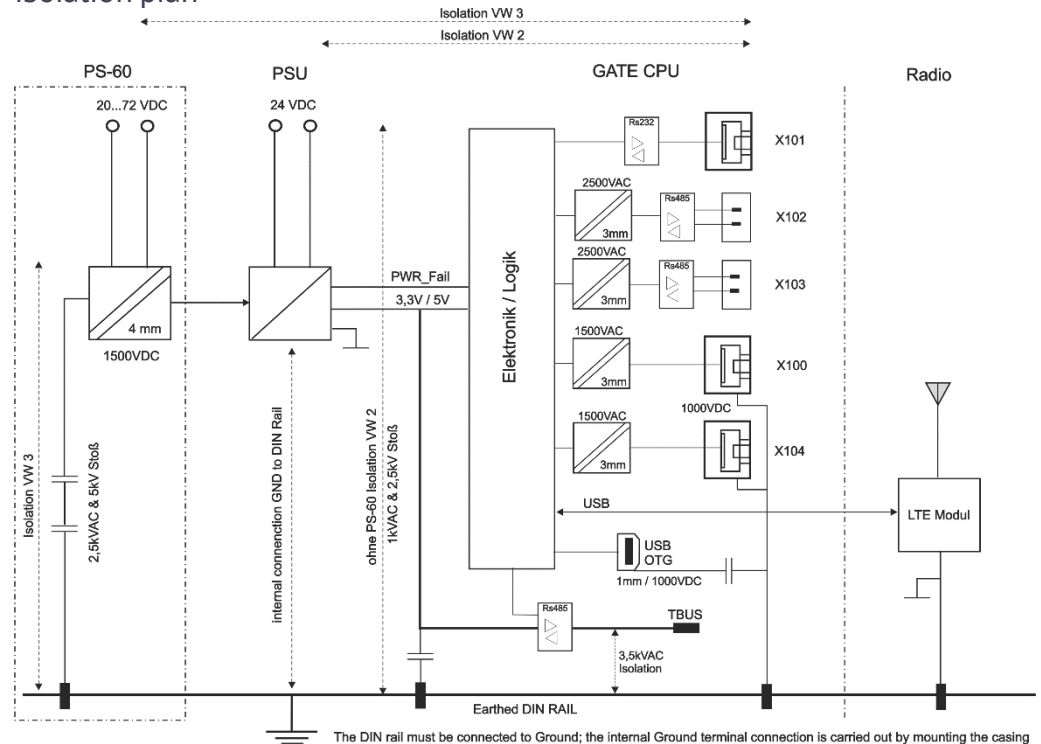 Isolation plan
Isolation VW 3
Isolation VW 2
PS-60
PSU
GATE CPU
Radio
20...72 VDC
24 VDC
Rs232
X101
2500VAC
3mm
Rs485
X102
2500VAC
3mm
Rs485
X103
PWR_Fail
3,3V / 5V
4 mm
1500VDC
Elektronik / Logik
1500VAC
3mm
X100
1000VDC
1500VAC
3mm
X104
Isolation VW 3
2,5kVAC & 5kV Stoß
internal connenction GND to DIN Rail
ohne PS-60 Isolation VW 2
1kVAC & 2,5kV Stoß
USB
LTE Modul
USB
OTG
1mm / 1000VDC
Rs485
TBUS
3,5kVAC
Isolation
Earthed DIN RAIL
The DIN rail must be connected to Ground; the internal Ground terminal connection is carried out by mounting the casing